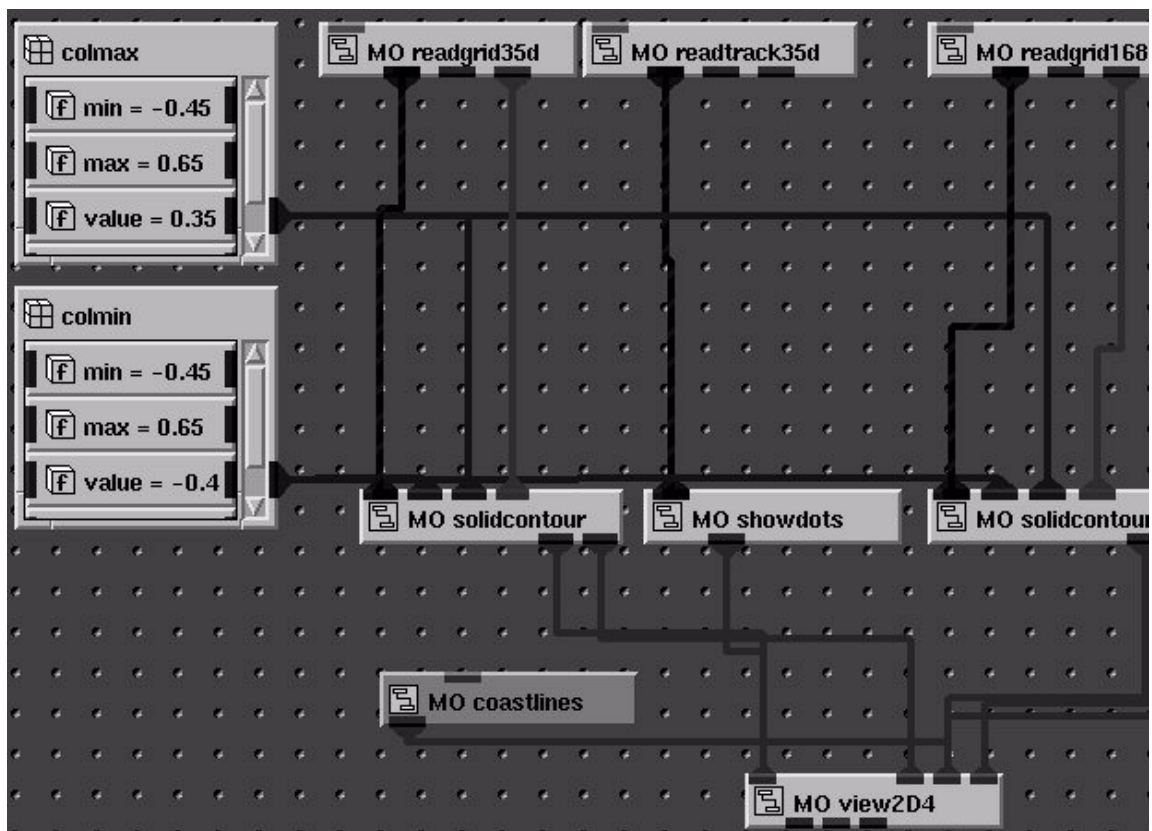 colmax
f min = -0.45
f max = 0.65
f value = 0.35
MO readgrid35d
MO readtrack35d
MO readgrid168
colmin
f min = -0.45
f max = 0.65
f value = -0.4
MO solidcontour
MO showdots
MO solidcontour
MO coastlines
MO view2D4